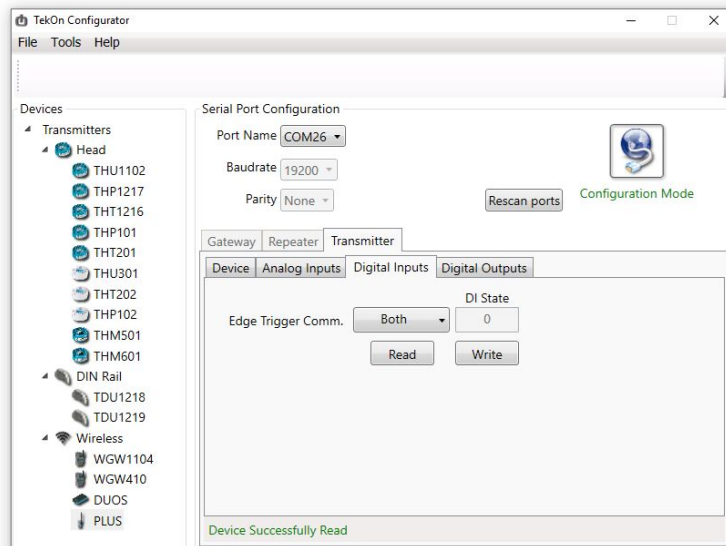 TekOn Configurator
File Tools Help
Devices
Transmitters
Head
THU1102
THP1217
THT1216
THP101
THT201
THU301
THT202
THP102
THM501
THM601
DIN Rail
TDU1218
TDU1219
Wireless
WGW1104
WGW410
DUOS
PLUS
Serial Port Configuration
Port Name COM26
Baudrate 19200
Parity None
Rescan ports
Configuration Mode
Gateway Repeater Transmitter
Device Analog Inputs Digital Inputs Digital Outputs
DI State
Edge Trigger Comm. Both 0
Read Write
Device Successfully Read